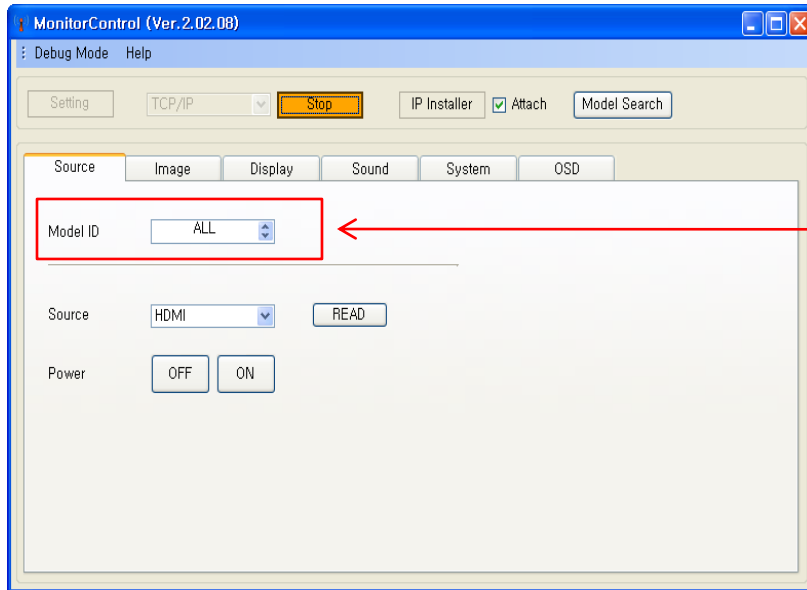 MonitorControl (Ver.2.02.08)
Debug Mode Help
Setting TCP/IP Stop IP Installer Attach Model Search
Source Image Display Sound System OSD
Model ID ALL
Source HDMI READ
Power OFF ON